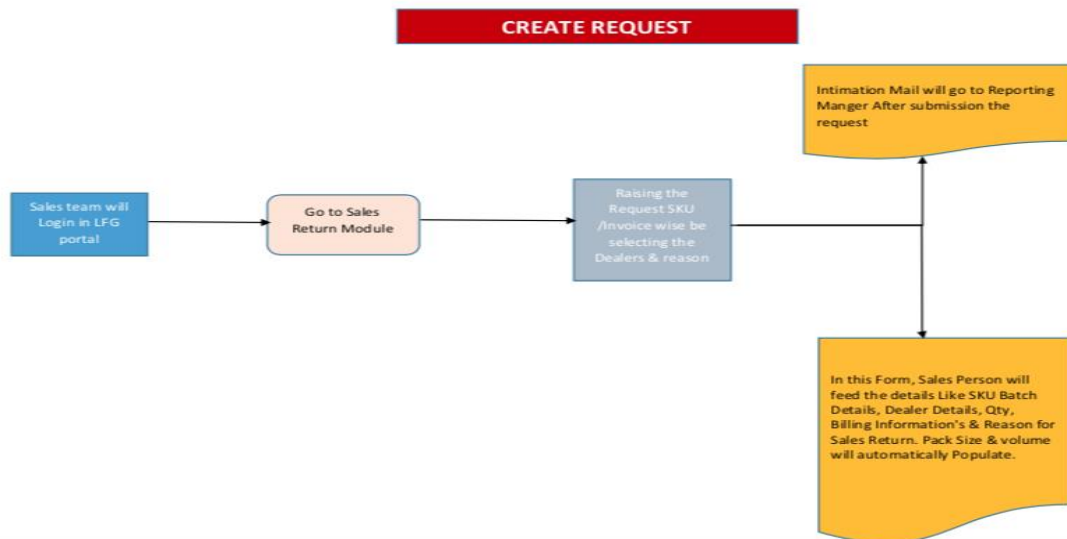 CREATE REQUEST
Intimation Mail will go to Reporting
Manger After submission the
request
Sales team will
Login in LFG
portal
Go to Sales
Return Module
Raising the
Request SKU
/Invoice wise be
selecting the
Dealers & reason
In this Form, Sales Person will
feed the details Like SKU Batch
Details, Dealer Details, Qty,
Billing Information's & Reason for
Sales Return. Pack Size & volume
will automatically Populate.